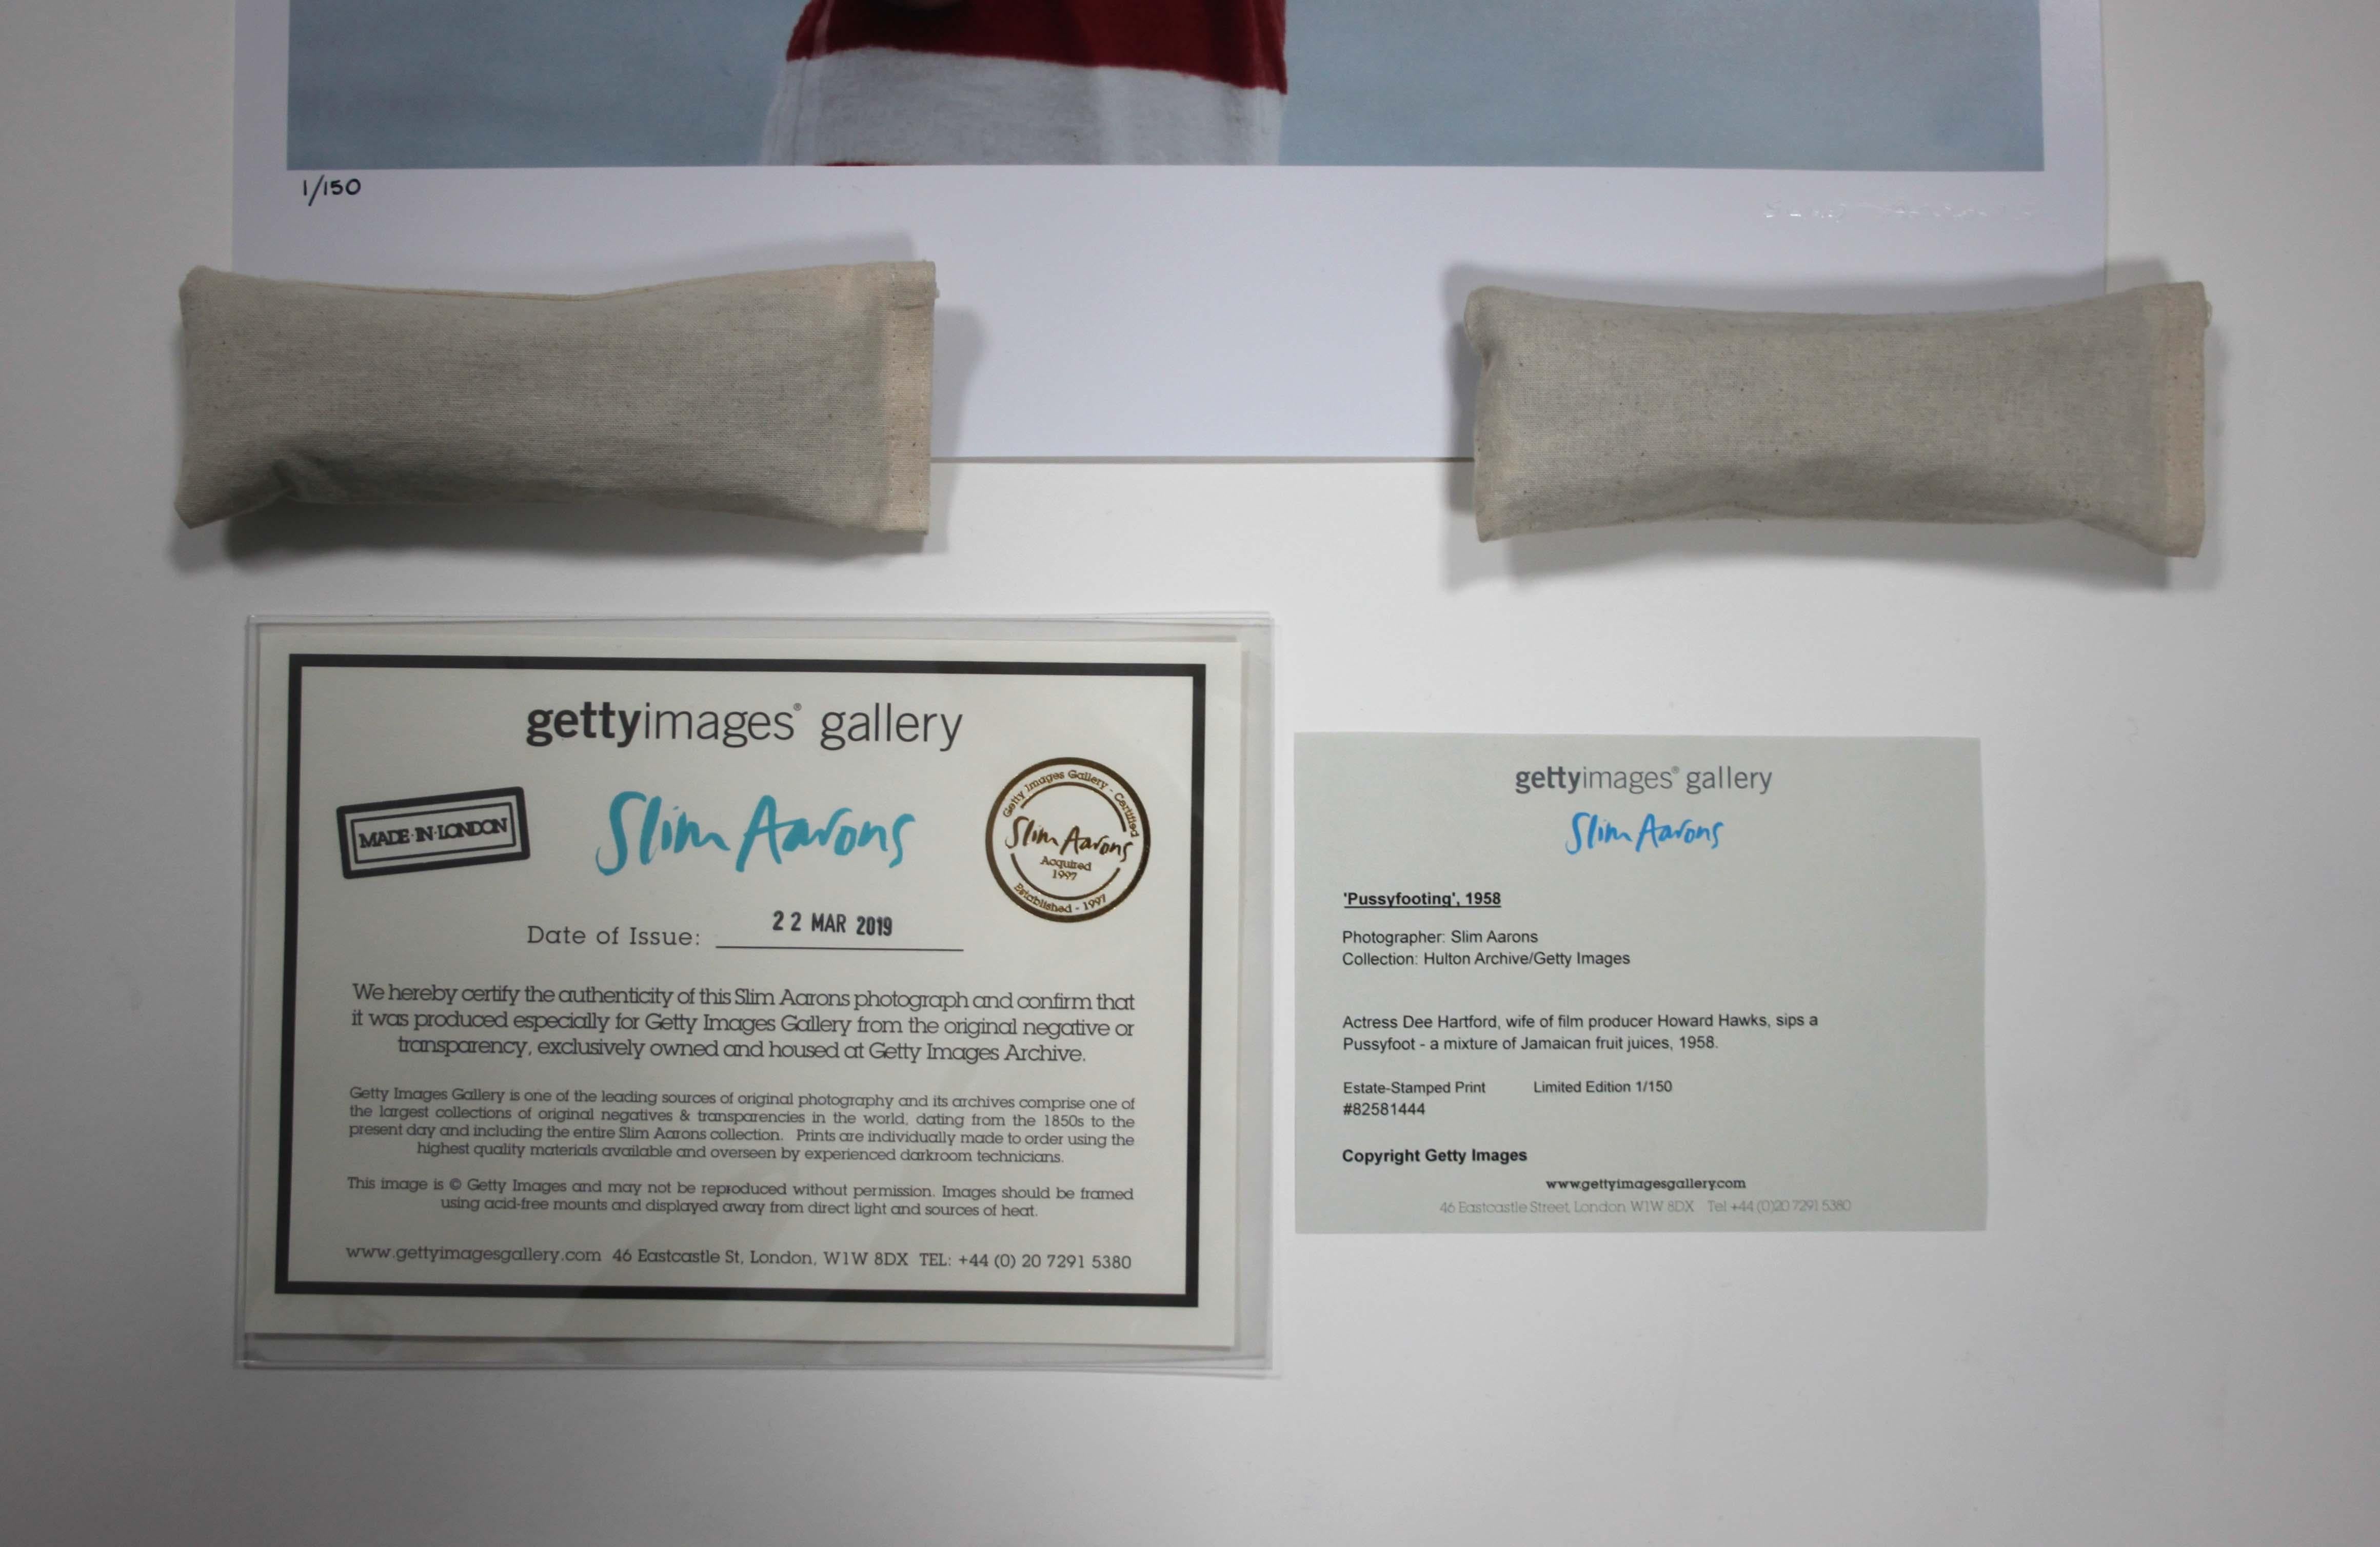 1/150
gettyimages® gallery
MADE·IN·LONDON
Slim Aarons
Getty Images Gallery - Certified
Slim Aarons
Acquired
1997
Established - 1997
Date of Issue: 22 MAR 2019
We hereby certify the authenticity of this Slim Aarons photograph and confirm that
it was produced especially for Getty Images Gallery from the original negative or
transparency, exclusively owned and housed at Getty Images Archive.
Getty Images Gallery is one of the leading sources of original photography and its archives comprise one of
the largest collections of original negatives & transparencies in the world, dating from the 1850s to the
present day and including the entire Slim Aarons collection. Prints are individually made to order using the
highest quality materials available and overseen by experienced darkroom technicians.
This image is © Getty Images and may not be reproduced without permission. Images should be framed
using acid-free mounts and displayed away from direct light and sources of heat.
www.gettyimagesgallery.com 46 Eastcastle St, London, W1W 8DX TEL: +44 (0) 20 7291 5380
gettyimages® gallery
Slim Aarons
'Pussyfooting', 1958
Photographer: Slim Aarons
Collection: Hulton Archive/Getty Images
Actress Dee Hartford, wife of film producer Howard Hawks, sips a
Pussyfoot - a mixture of Jamaican fruit juices, 1958.
Estate-Stamped Print Limited Edition 1/150
#82581444
Copyright Getty Images
www.gettyimagesgallery.com
46 Eastcastle Street, London W1W 8DX Tel +44 (0)20 7291 5380